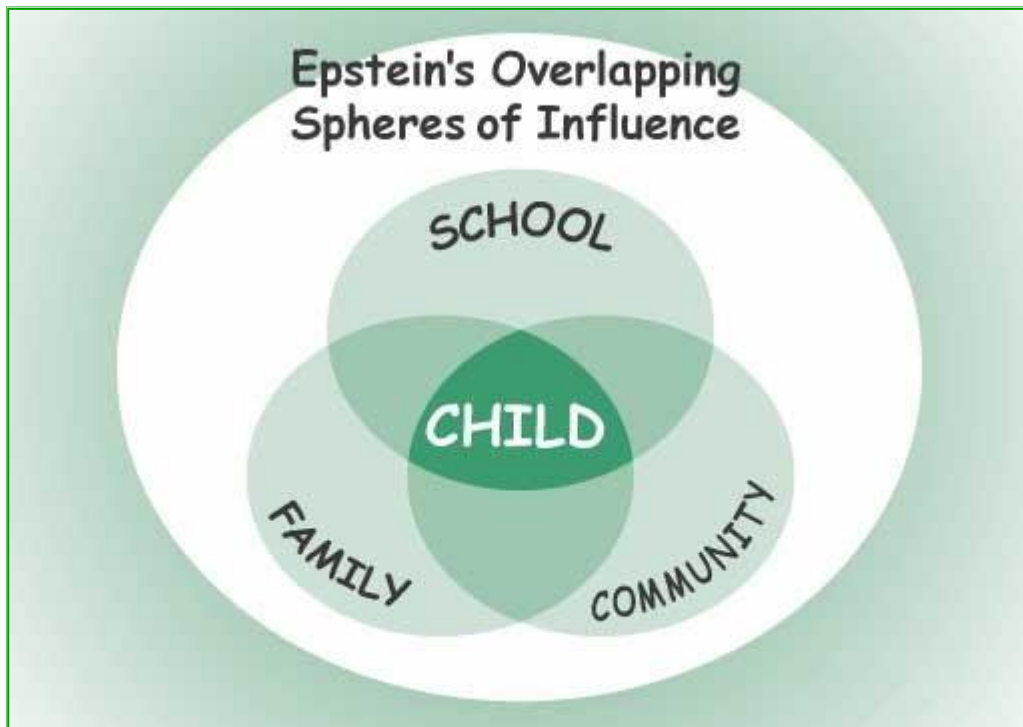 Epstein's Overlapping
Spheres of Influence
SCHOOL
CHILD
FAMILY
COMMUNITY